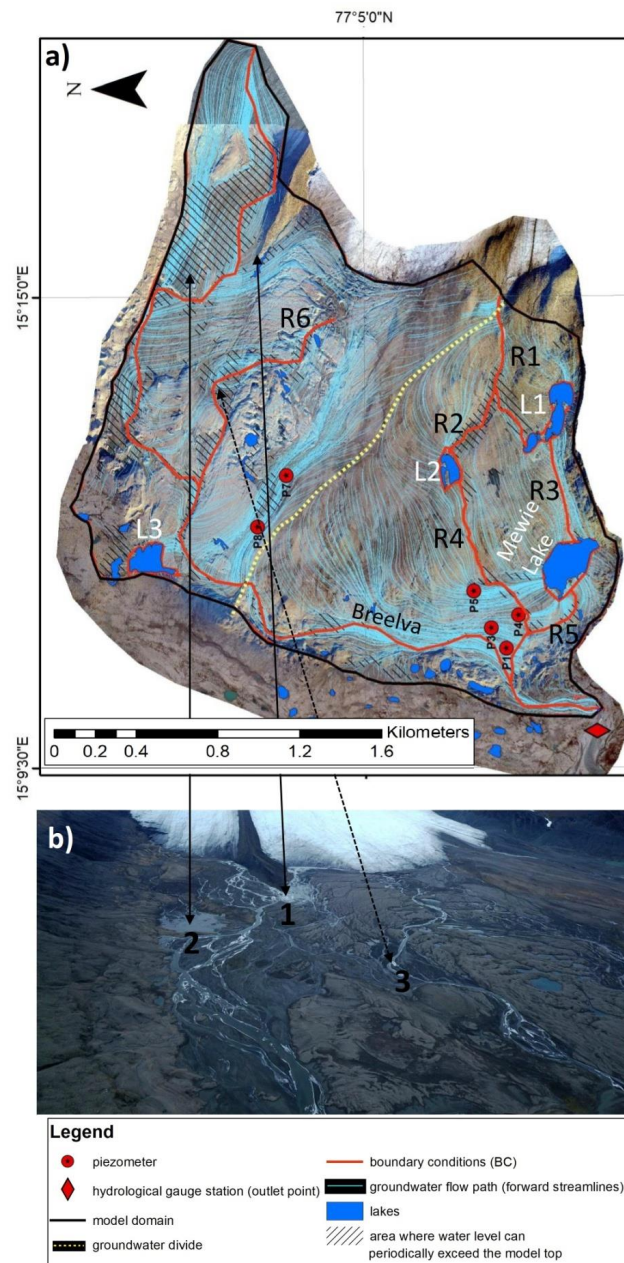 77°5'0"N
a)
N
15°15'0"E
R6
R1
L1
R2
L2
P7
P8
R3
L3
R4
Mewie
Lake
P5
Breelva
P3
P4
P1
R5
Kilometers
0 0.2 0.4 0.8 1.2 1.6
15°9'30"E
b)
1
2
3
Legend
piezometer
hydrological gauge station (outlet point)
model domain
groundwater divide
boundary conditions (BC)
groundwater flow path (forward streamlines)
lakes
area where water level can
periodically exceed the model top